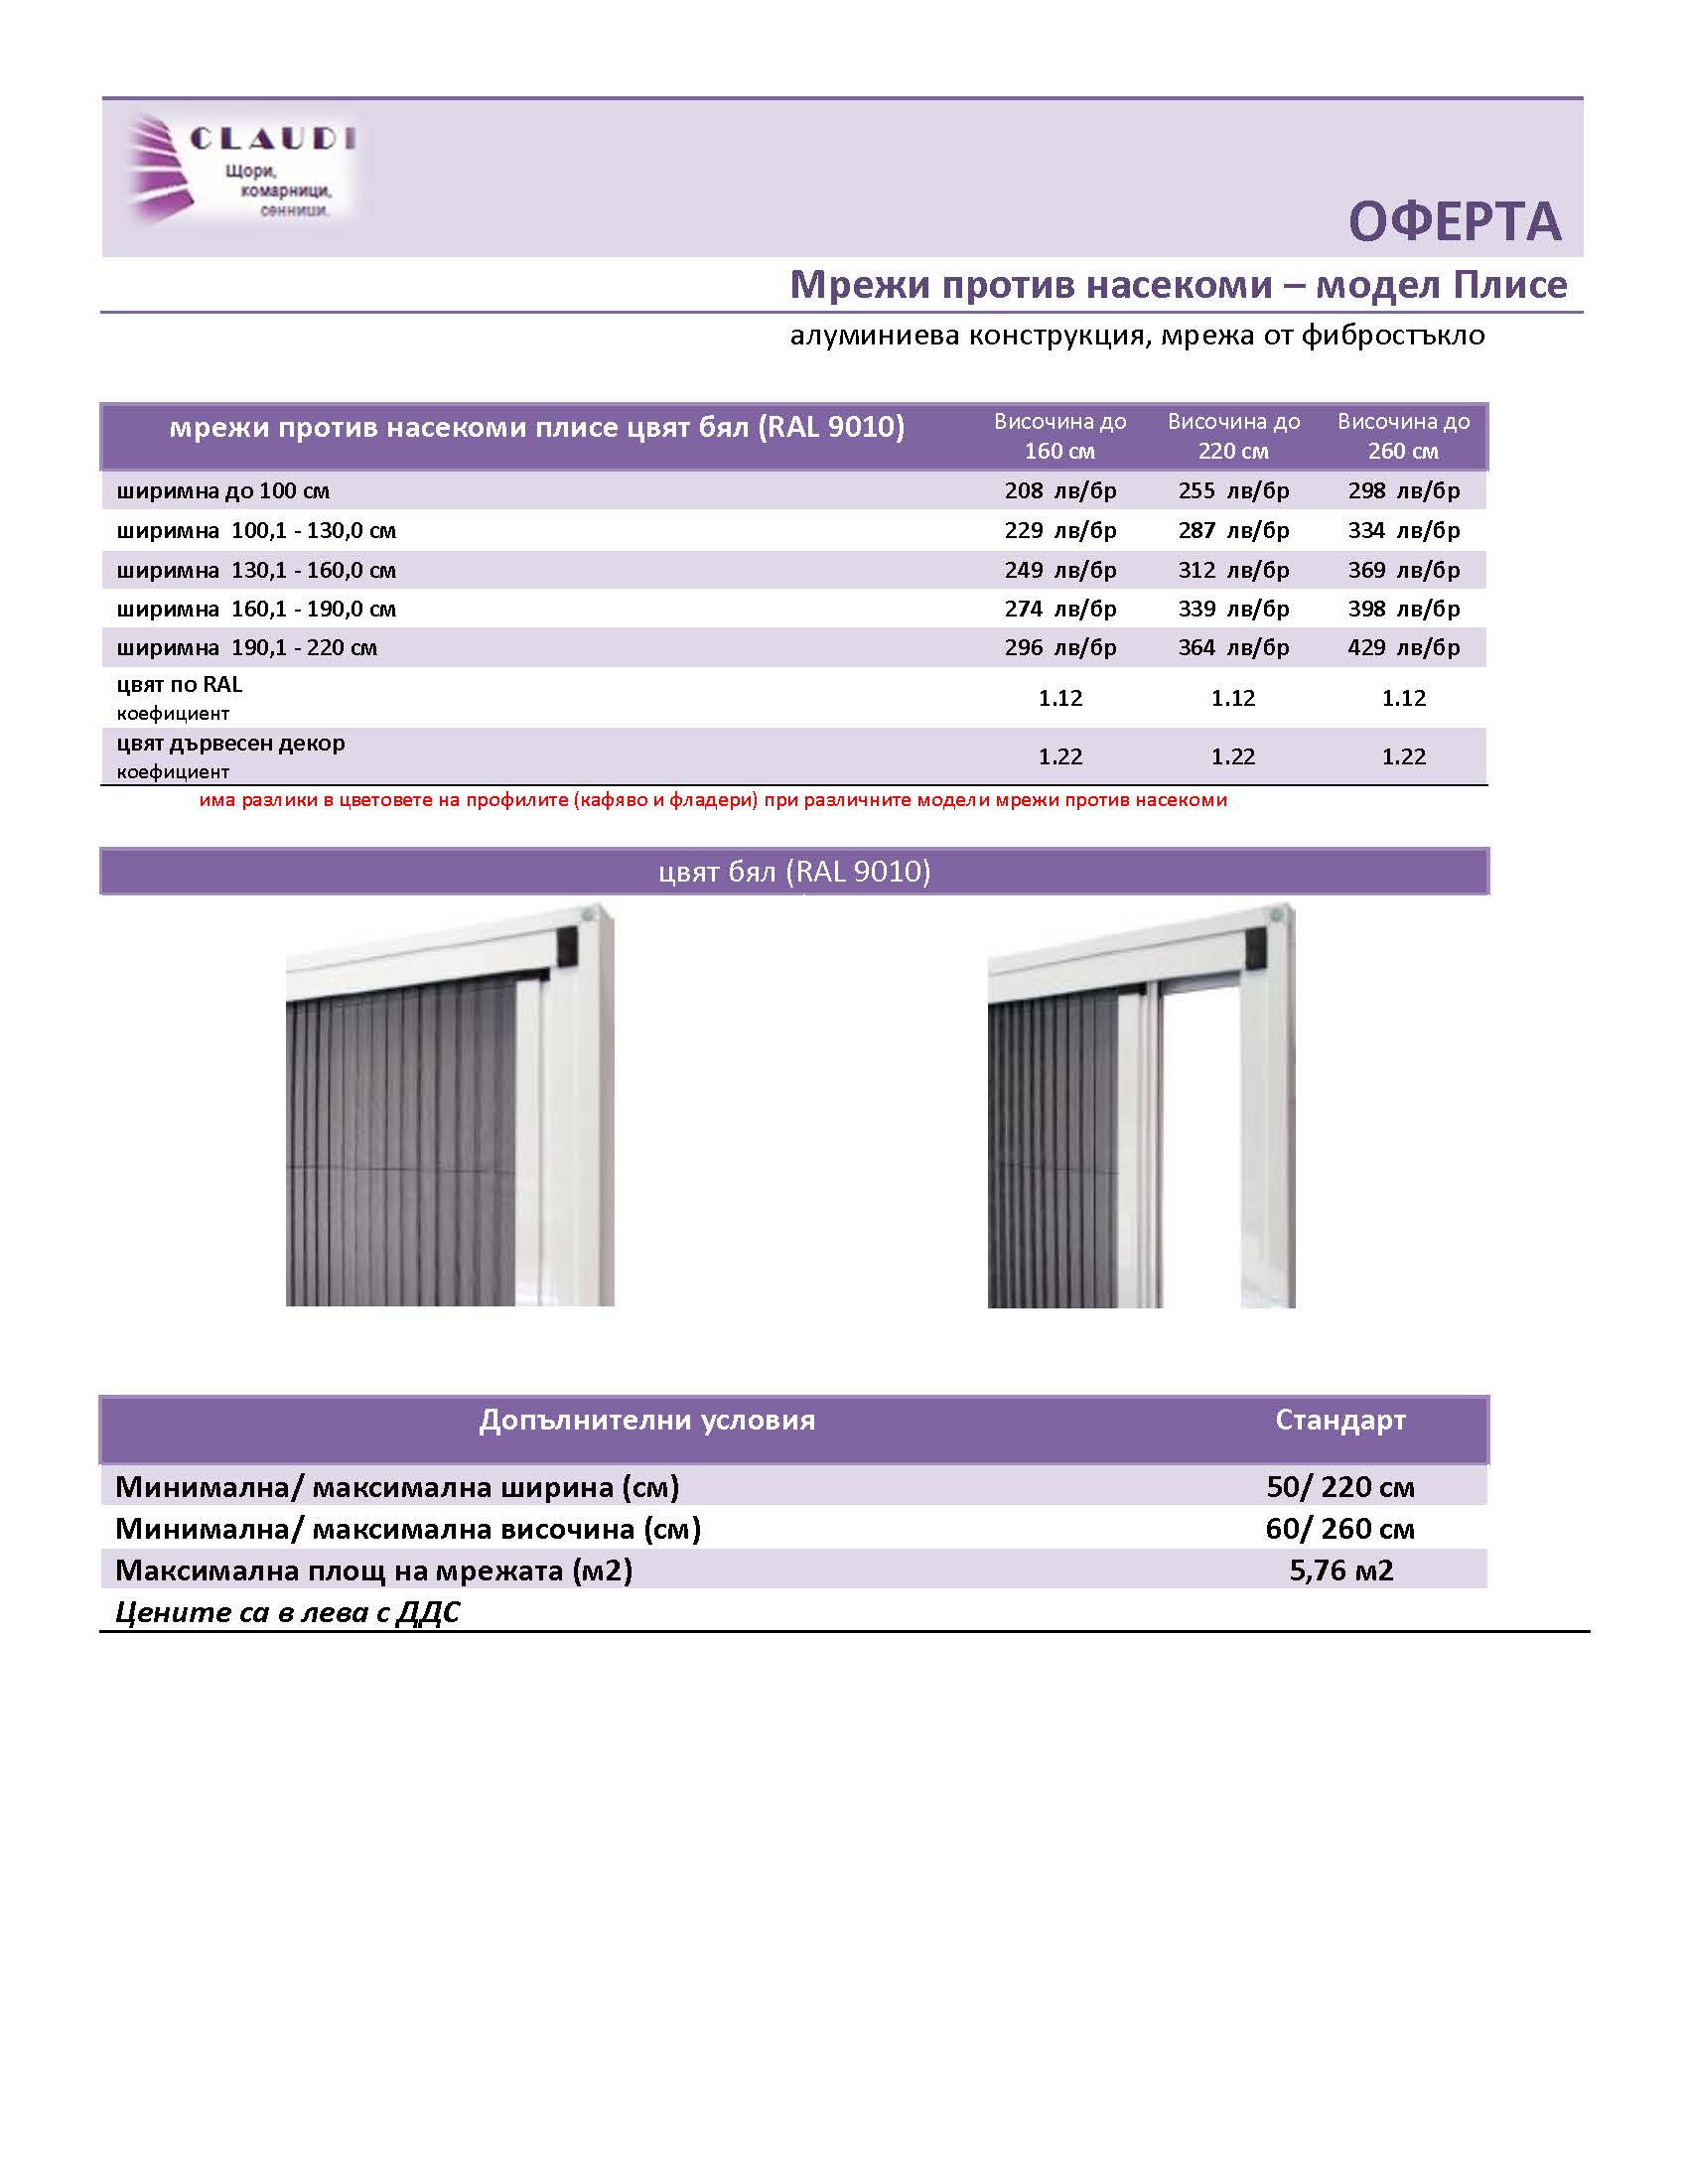 CLAUDI
Щори,
комарници,
сенници.
ОФЕРТА
Мрежи против насекоми – модел Плисе
алуминиева конструкция, мрежа от фибростъкло
мрежи против насекоми плисе цвят бял (RAL 9010) Височина до 160 см Височина до 220 см Височина до 260 см
ширимна до 100 см 208 лв/бр 255 лв/бр 298 лв/бр
ширимна 100,1 - 130,0 см 229 лв/бр 287 лв/бр 334 лв/бр
ширимна 130,1 - 160,0 см 249 лв/бр 312 лв/бр 369 лв/бр
ширимна 160,1 - 190,0 см 274 лв/бр 339 лв/бр 398 лв/бр
ширимна 190,1 - 220 см 296 лв/бр 364 лв/бр 429 лв/бр
цвят по RAL
коефициент 1.12 1.12 1.12
цвят дървесен декор
коефициент 1.22 1.22 1.22
има разлики в цветовете на профилите (кафяво и фладери) при различните модели мрежи против насекоми
цвят бял (RAL 9010)
Допълнителни условия Стандарт
Минимална/ максимална ширина (см) 50/ 220 см
Минимална/ максимална височина (см) 60/ 260 см
Максимална площ на мрежата (м2) 5,76 м2
Цените са в лева с ДДС